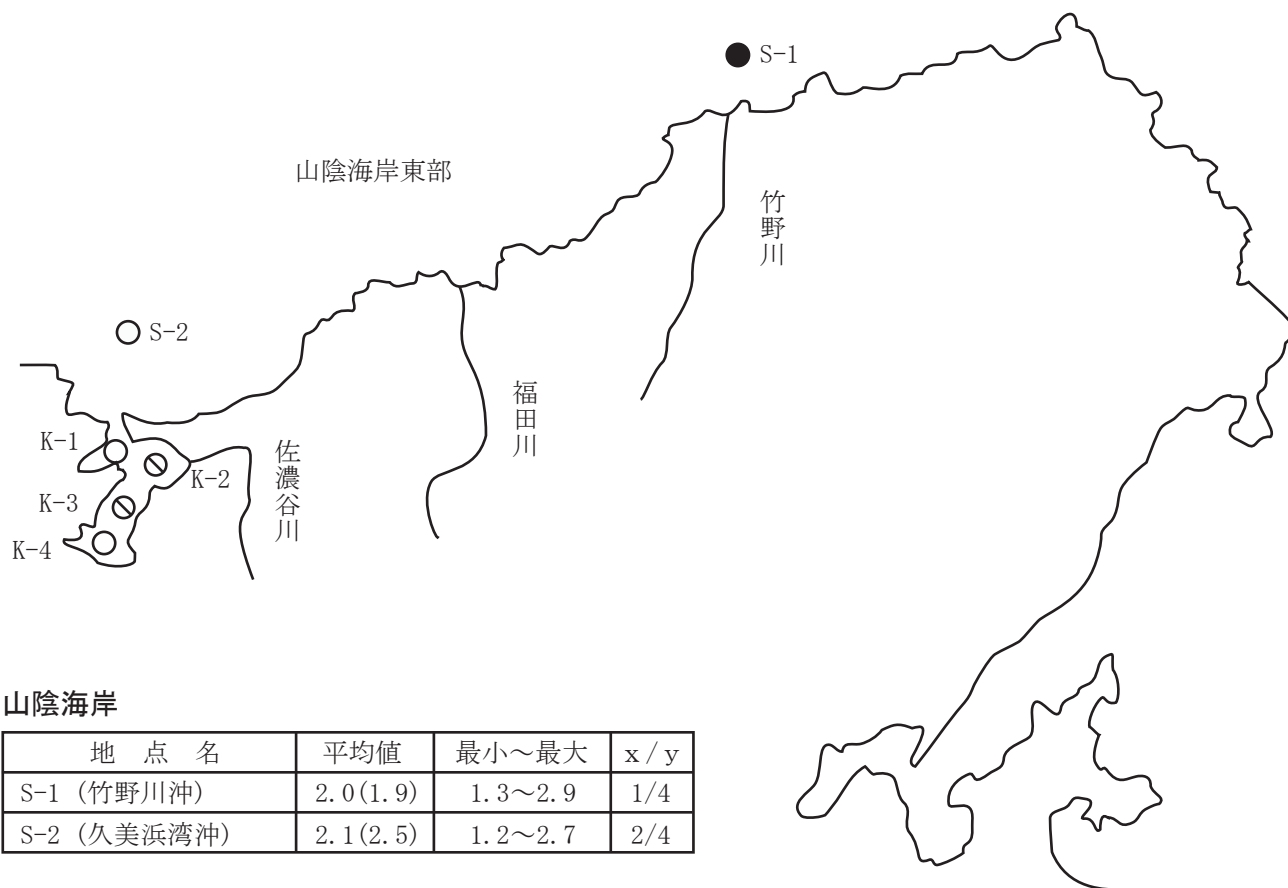 S-1
山陰海岸東部
竹野川
S-2
福田川
K-1
佐濃谷川
K-2
K-3
K-4
山陰海岸
地 点 名 平均値 最小~最大 x/y
S-1 (竹野川沖) 2.0(1.9) 1.3~2.9 1/4
S-2 (久美浜湾沖) 2.1(2.5) 1.2~2.7 2/4